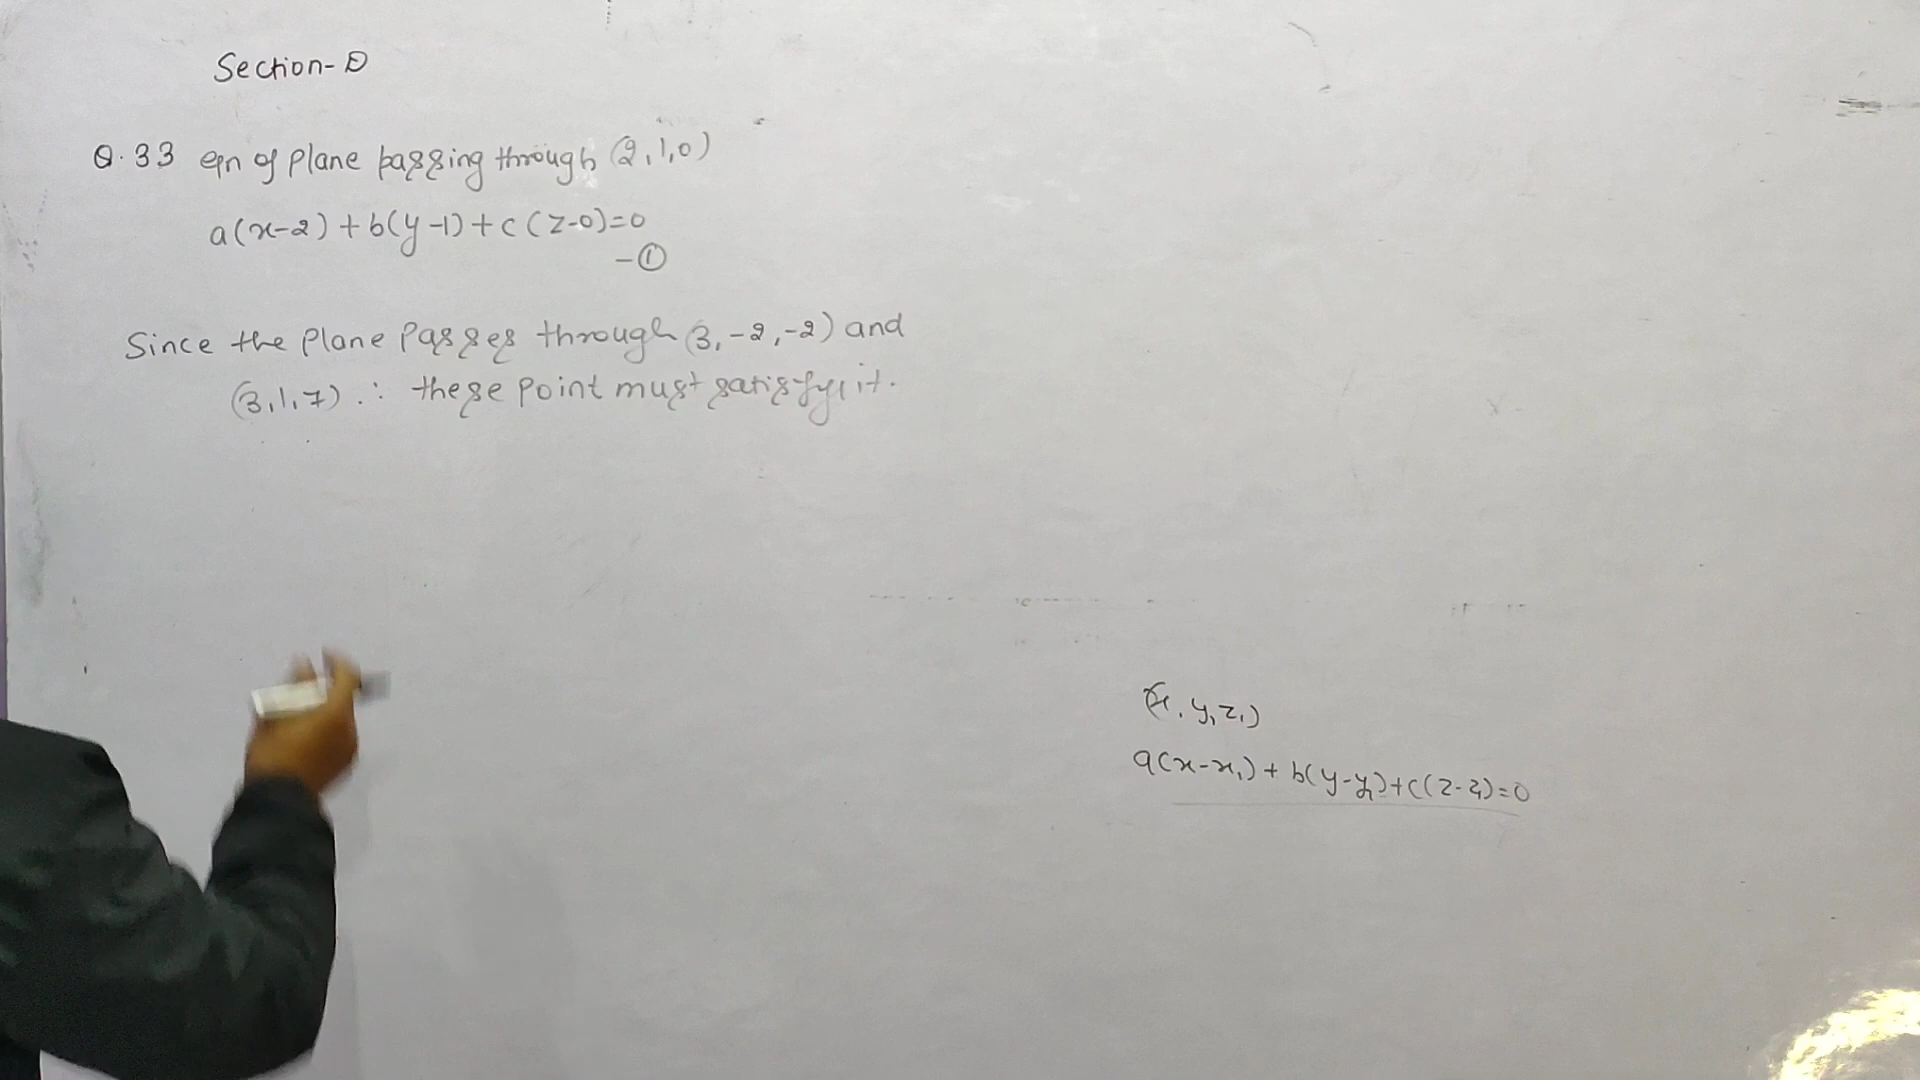 Section-D
Q.33 eqn of plane passing through (2,1,0)
a(x-2)+b(y-1)+c(z-0)=0
-①
Since the plane passes through (3,-2,-2) and
(3,1,7) ∴ these point must satisfy it.
(x₁, y₁, z₁)
a(x-x₁)+b(y-y₁)+c(z-z₁)=0